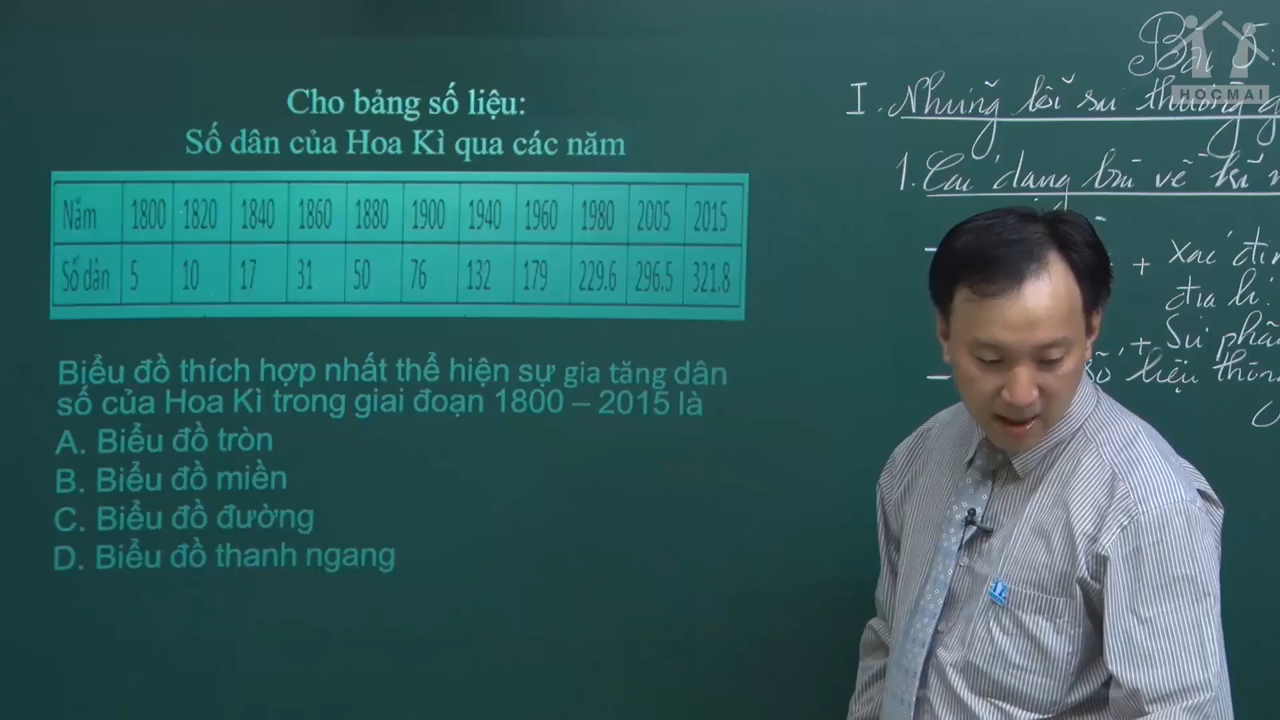 Cho bảng số liệu:
Số dân của Hoa Kì qua các năm
Năm 1800 1820 1840 1860 1880 1900 1940 1960 1980 2005 2015
Số dân 5 10 17 31 50 76 132 179 229.6 296.5 321.8
Biểu đồ thích hợp nhất thể hiện sự gia tăng dân
số của Hoa Kì trong giai đoạn 1800 – 2015 là
A. Biểu đồ tròn
B. Biểu đồ miền
C. Biểu đồ đường
D. Biểu đồ thanh ngang
Bài 5:
HOCMAI
I. Những lỗi sai thường
1. Các dạng bài vẽ kĩ
+ Xác định
địa lí
+ Sự phân
số liệu thống